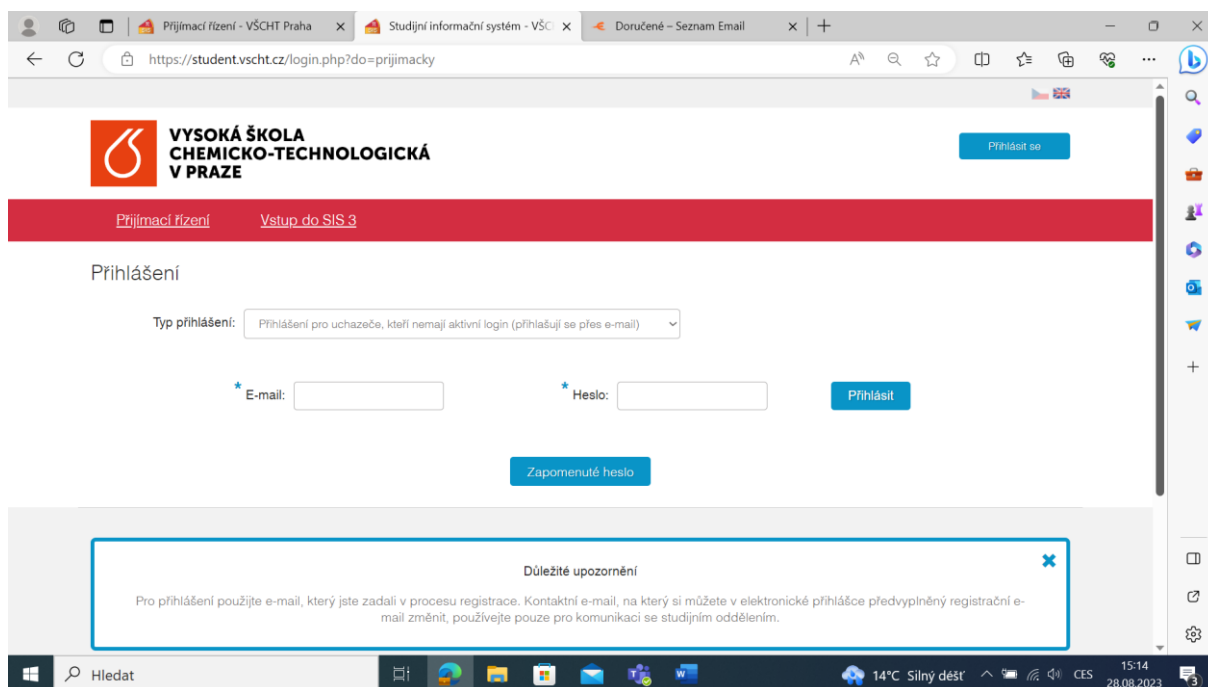 Přijímací řízení - VŠCHT Praha
Studijní informační systém - VŠC
Doručené – Seznam Email
https://student.vscht.cz/login.php?do=prijimacky
VYSOKÁ ŠKOLA
CHEMICKO-TECHNOLOGICKÁ
V PRAZE
Přihlásit se
Přijímací řízení Vstup do SIS 3
Přihlášení
Typ přihlášení: Přihlášení pro uchazeče, kteří nemají aktivní login (přihlašují se přes e-mail)
* E-mail: * Heslo: Přihlásit
Zapomenuté heslo
Důležité upozornění
Pro přihlášení použijte e-mail, který jste zadali v procesu registrace. Kontaktní e-mail, na který si můžete v elektronické přihlášce předvyplněný registrační e-
mail změnit, používejte pouze pro komunikaci se studijním oddělením.
Hledat
14°C Silný déšť
CES
15:14
28.08.2023
3